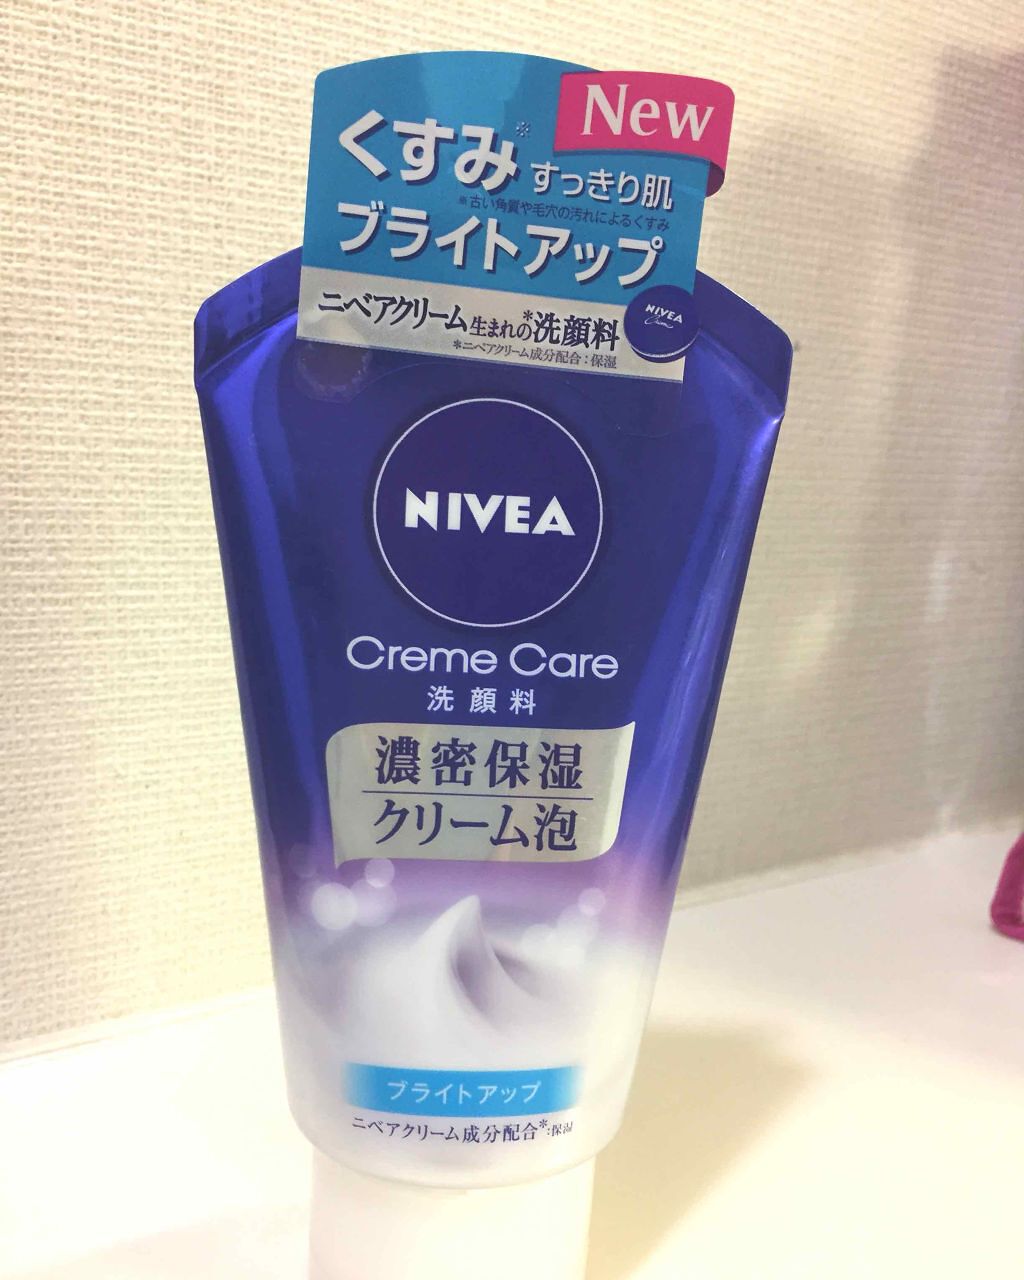 New
くすみ※すっきり肌
※古い角質や毛穴の汚れによるくすみ
ブライトアップ
ニベアクリーム生まれの*洗顔料
*ニベアクリーム成分配合:保湿
NIVEA
Creme
NIVEA
Creme Care
洗顔料
濃密保湿
クリーム泡
ブライトアップ
ニベアクリーム成分配合*:保湿